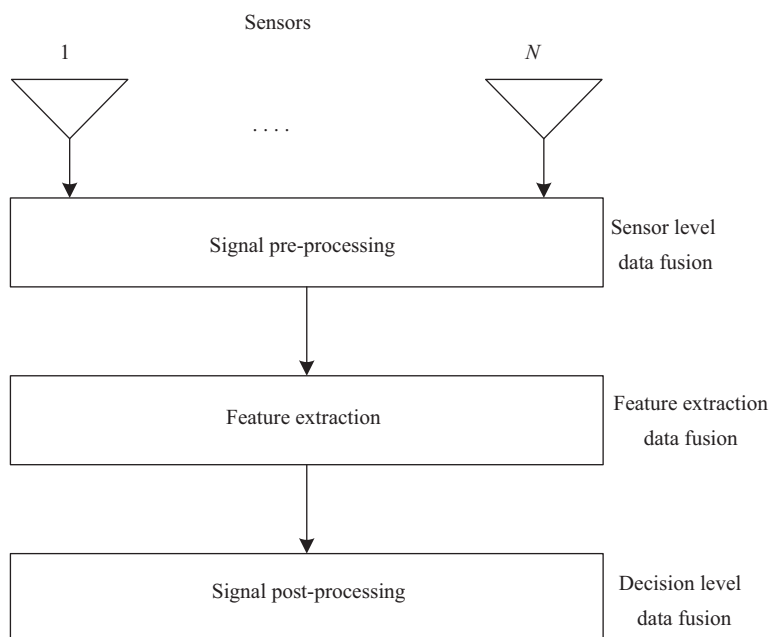 Sensors
1
N
. . . .
Signal pre-processing
Sensor level
data fusion
Feature extraction
Feature extraction
data fusion
Signal post-processing
Decision level
data fusion